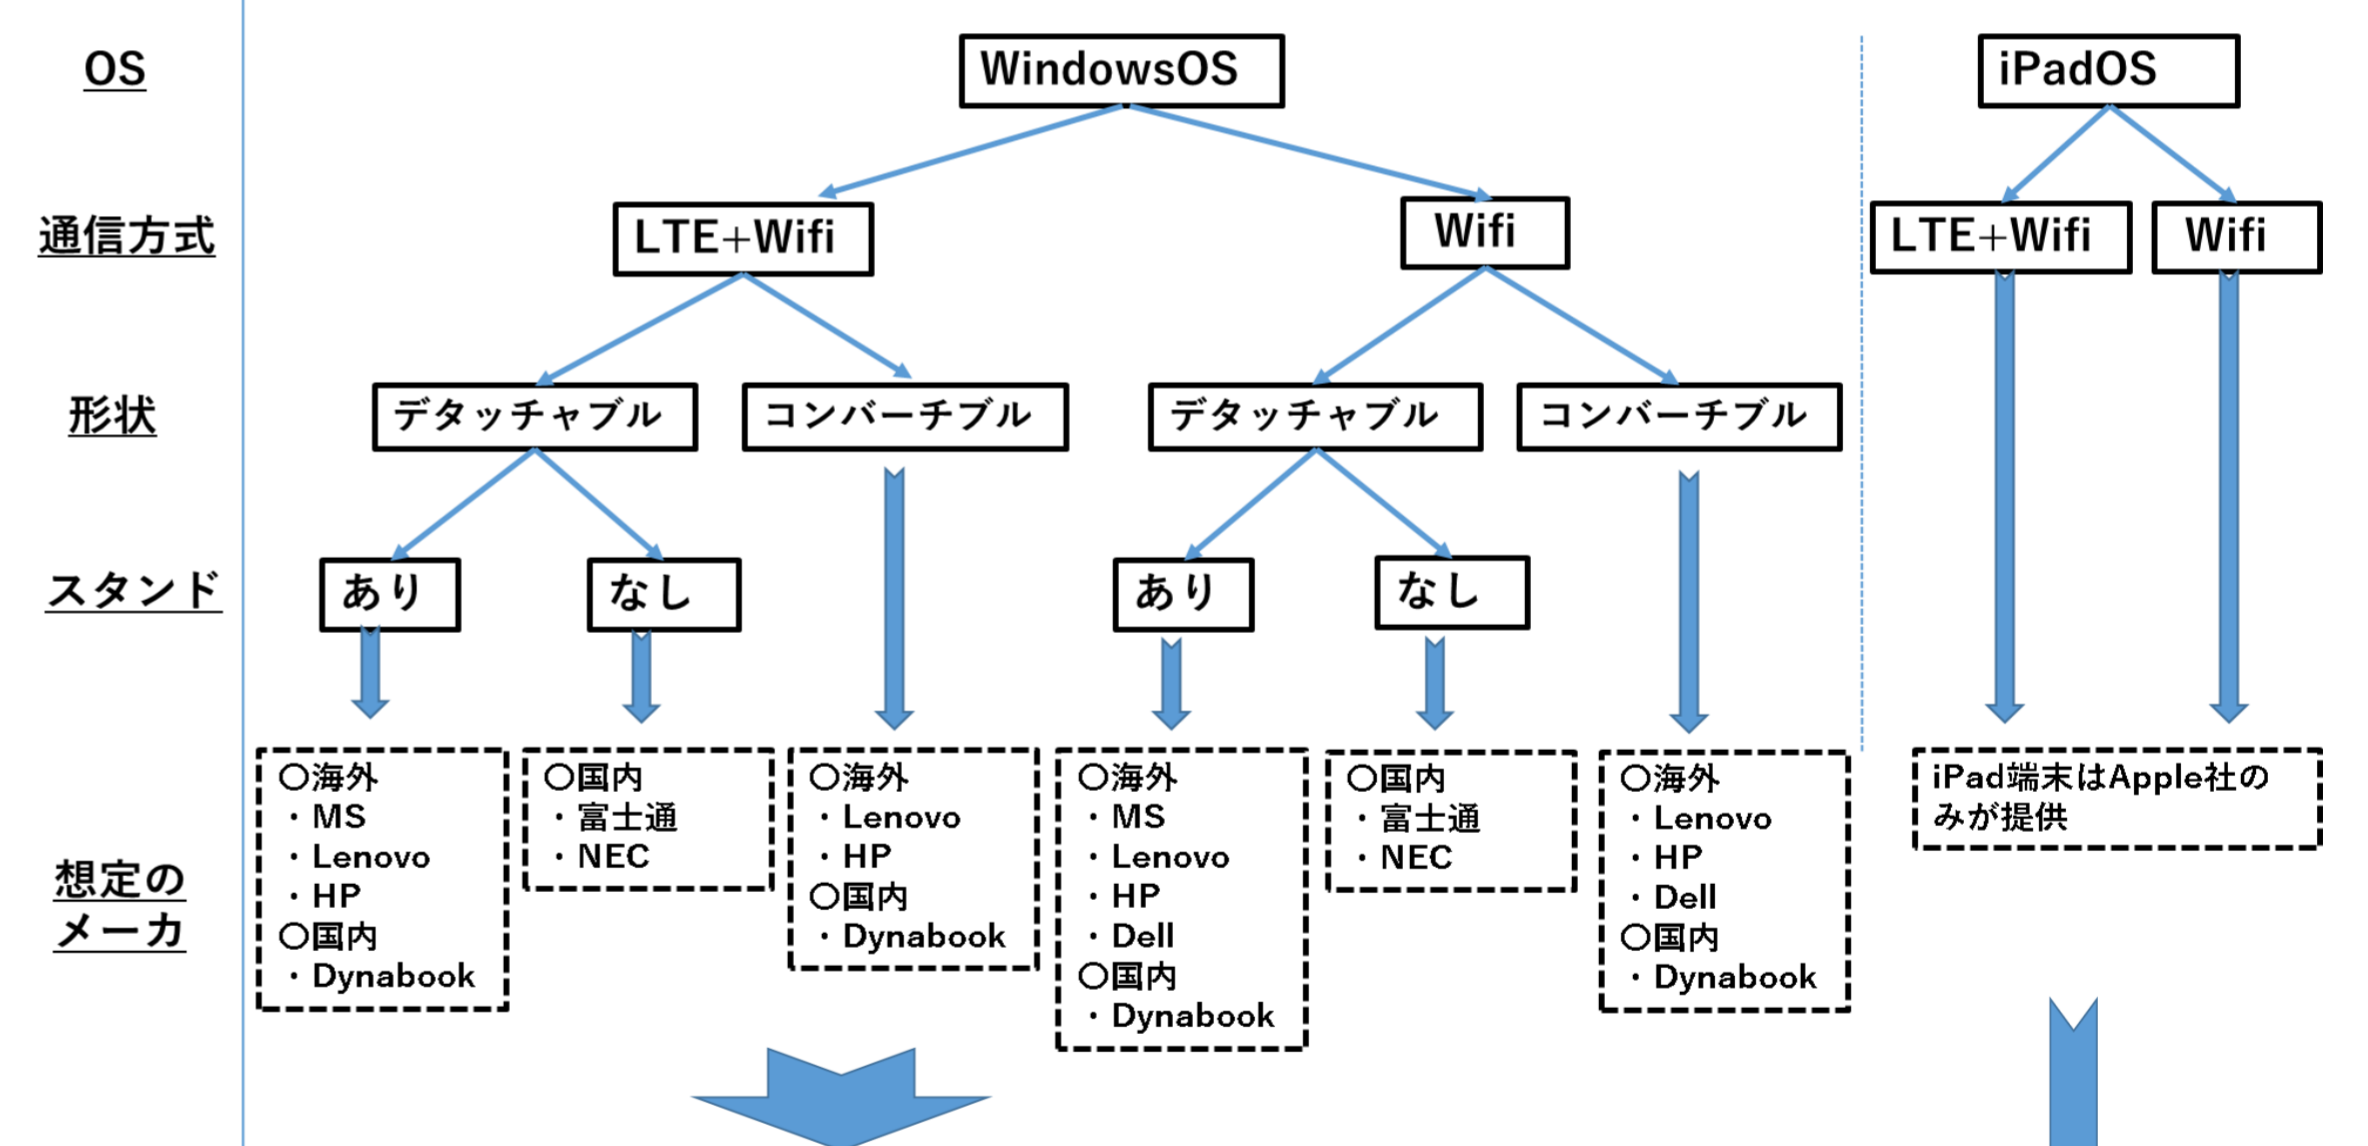 OS
WindowsOS
iPadOS
通信方式
LTE+Wifi
Wifi
LTE+Wifi
Wifi
形状
デタッチャブル
コンバーチブル
デタッチャブル
コンバーチブル
スタンド
あり
なし
あり
なし
想定の
メーカ
〇海外
・MS
・Lenovo
・HP
〇国内
・Dynabook
〇国内
・富士通
・NEC
〇海外
・Lenovo
・HP
〇国内
・Dynabook
〇海外
・MS
・Lenovo
・HP
・Dell
〇国内
・Dynabook
〇国内
・富士通
・NEC
〇海外
・Lenovo
・HP
・Dell
〇国内
・Dynabook
iPad端末はApple社の
みが提供